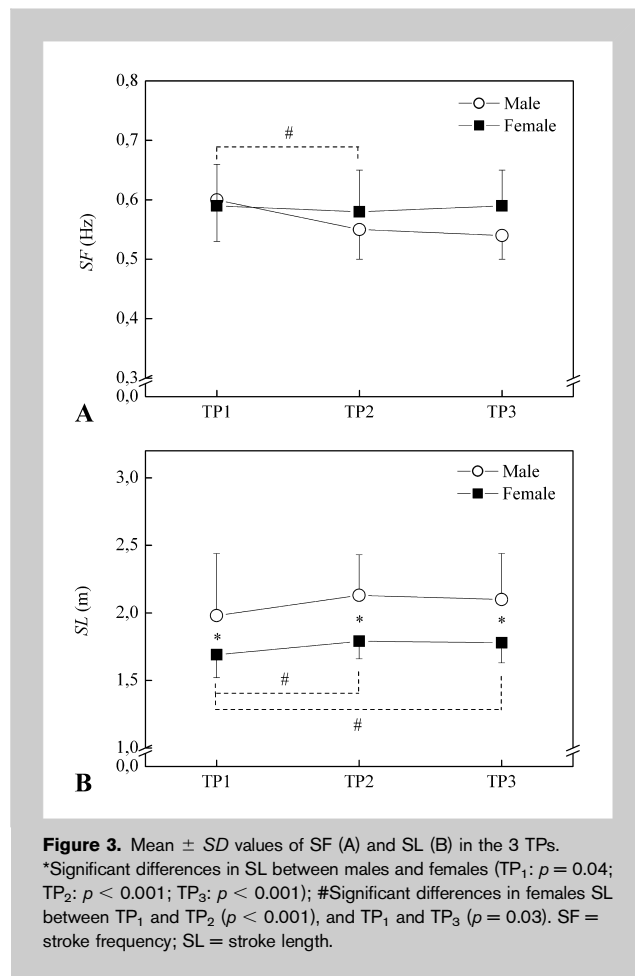 0,8
Male
Female
0,7
#
0,6
SF (Hz)
0,5
0,4
0,3
0,0
A
TP1 TP2 TP3
3,0
Male
Female
2,5
SL (m)
2,0
* * *
1,5
#
#
1,0
0,0
B
TP1 TP2 TP3
Figure 3. Mean ± SD values of SF (A) and SL (B) in the 3 TPs.
*Significant differences in SL between males and females (TP₁: p = 0.04;
TP₂: p < 0.001; TP₃: p < 0.001); #Significant differences in females SL
between TP₁ and TP₂ (p < 0.001), and TP₁ and TP₃ (p = 0.03). SF =
stroke frequency; SL = stroke length.